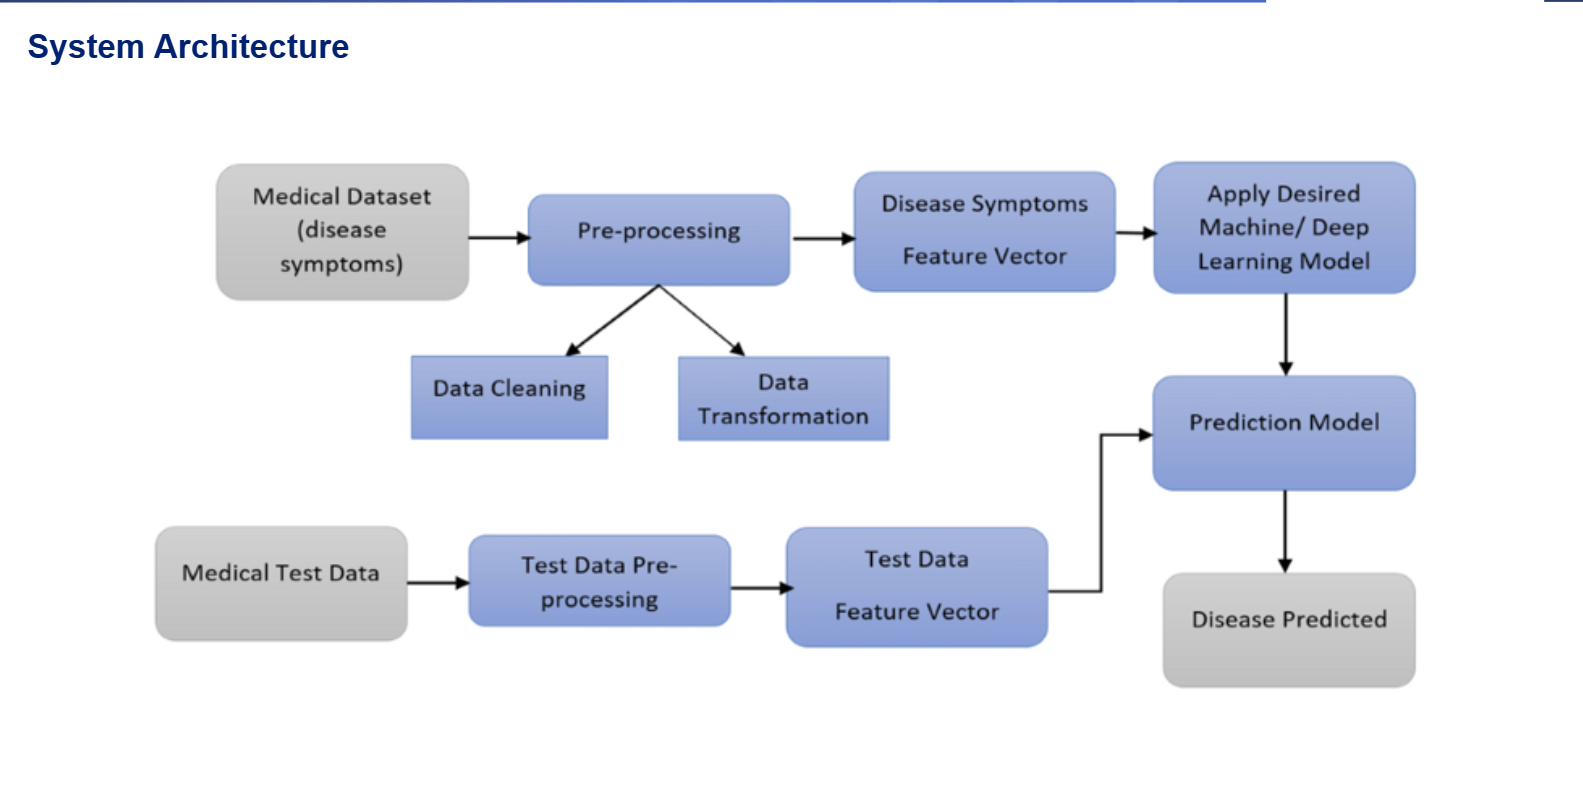 System Architecture
Medical Dataset
(disease
symptoms)
Pre-processing
Disease Symptoms
Feature Vector
Apply Desired
Machine/ Deep
Learning Model
Data Cleaning
Data
Transformation
Prediction Model
Medical Test Data
Test Data Pre-
processing
Test Data
Feature Vector
Disease Predicted